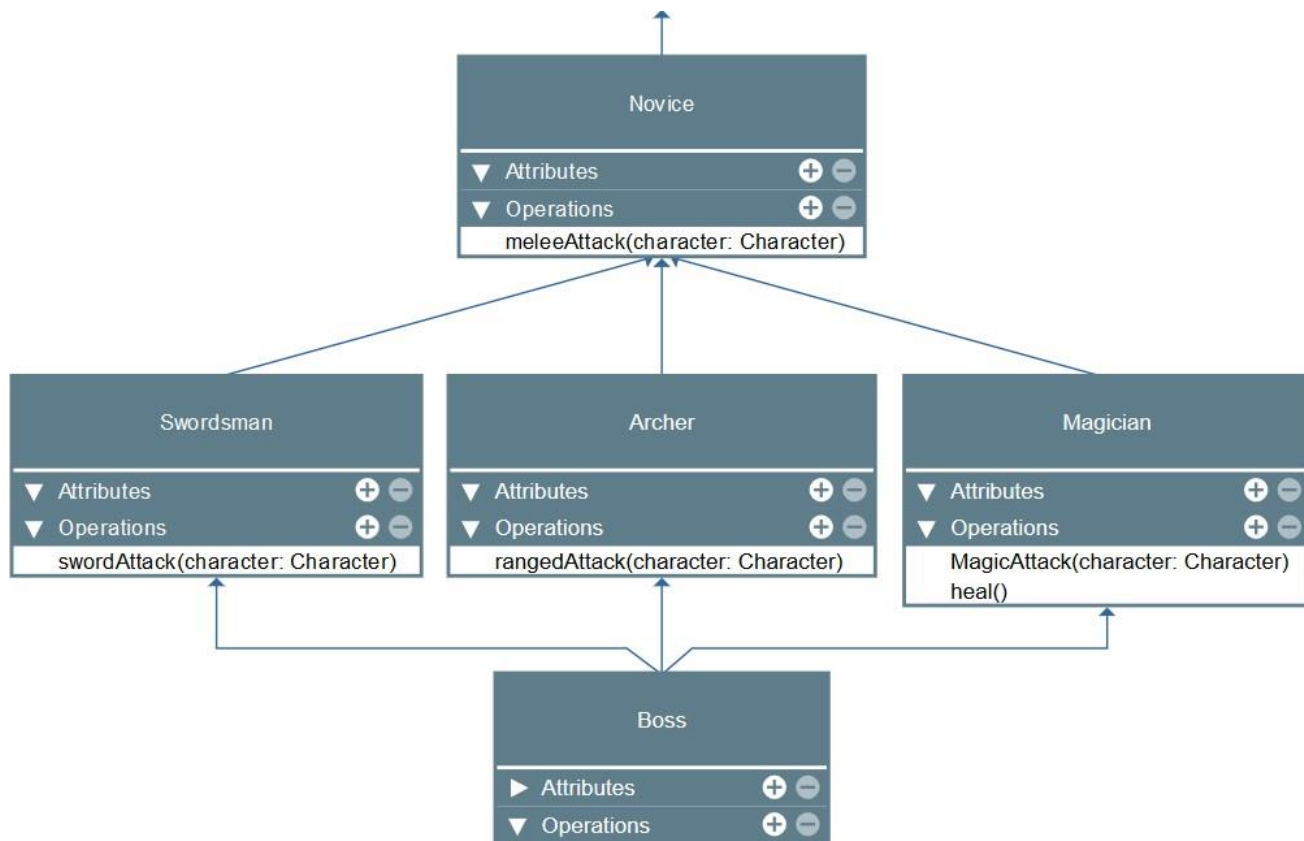 Novice
Attributes
Operations
meleeAttack(character: Character)
Swordsman
Attributes
Operations
swordAttack(character: Character)
Archer
Attributes
Operations
rangedAttack(character: Character)
Magician
Attributes
Operations
MagicAttack(character: Character)
heal()
Boss
Attributes
Operations